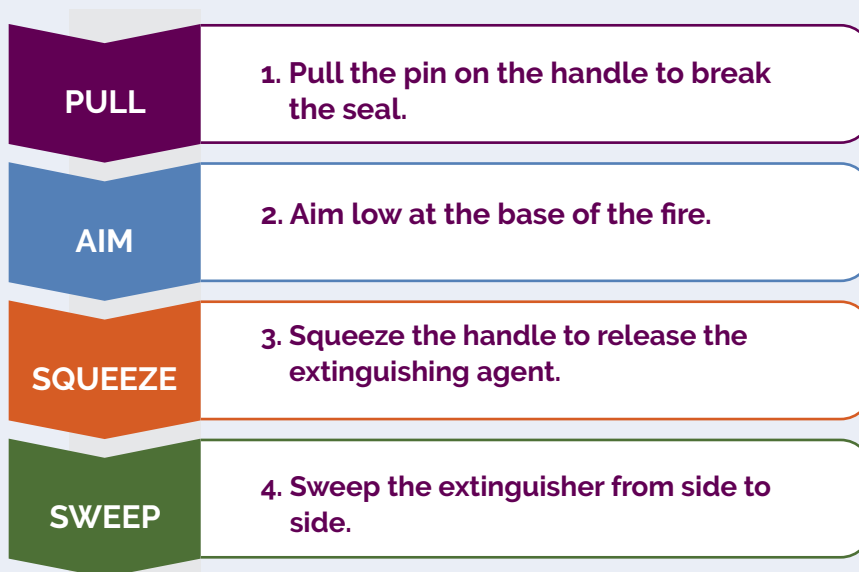 PULL
1. Pull the pin on the handle to break
the seal.
AIM
2. Aim low at the base of the fire.
SQUEEZE
3. Squeeze the handle to release the
extinguishing agent.
SWEEP
4. Sweep the extinguisher from side to
side.